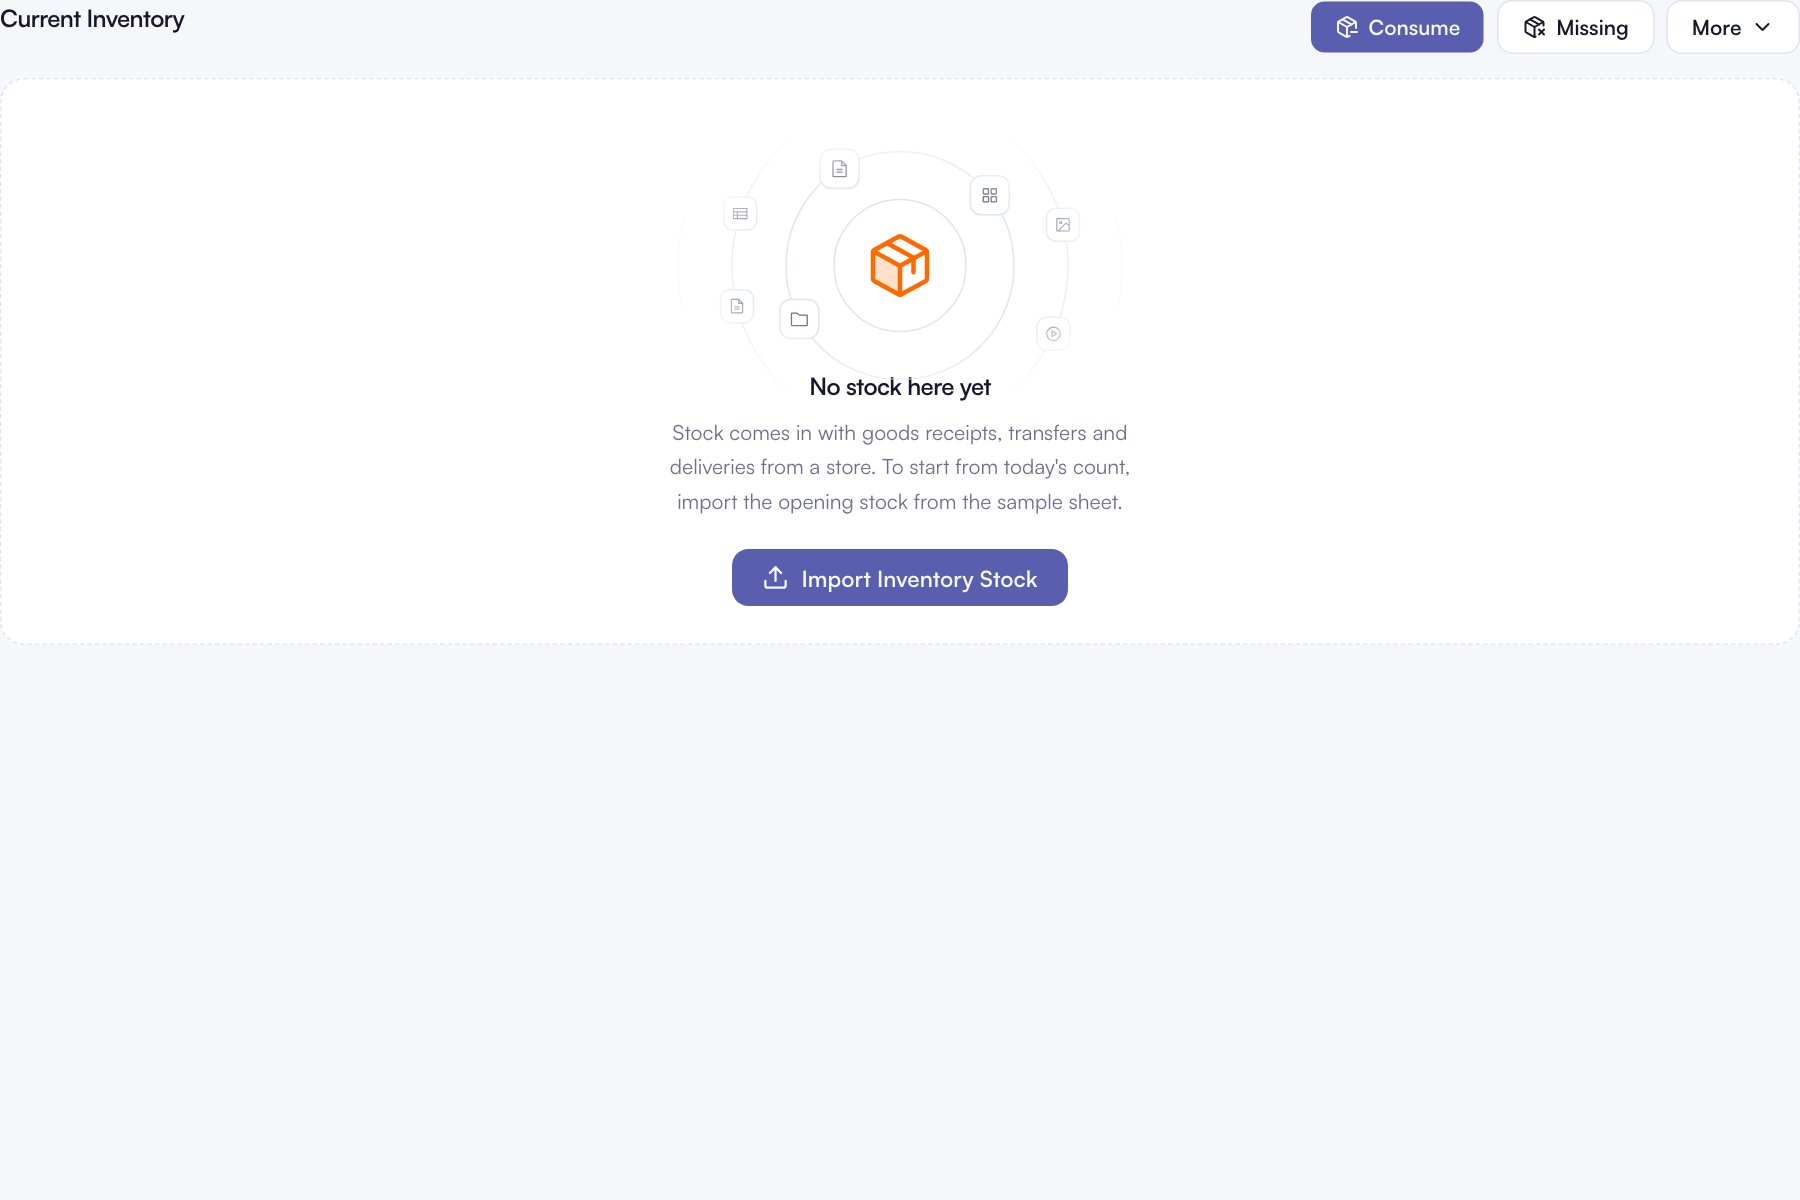 Current Inventory
Consume
Missing
More
No stock here yet
Stock comes in with goods receipts, transfers and
deliveries from a store. To start from today's count,
import the opening stock from the sample sheet.
Import Inventory Stock